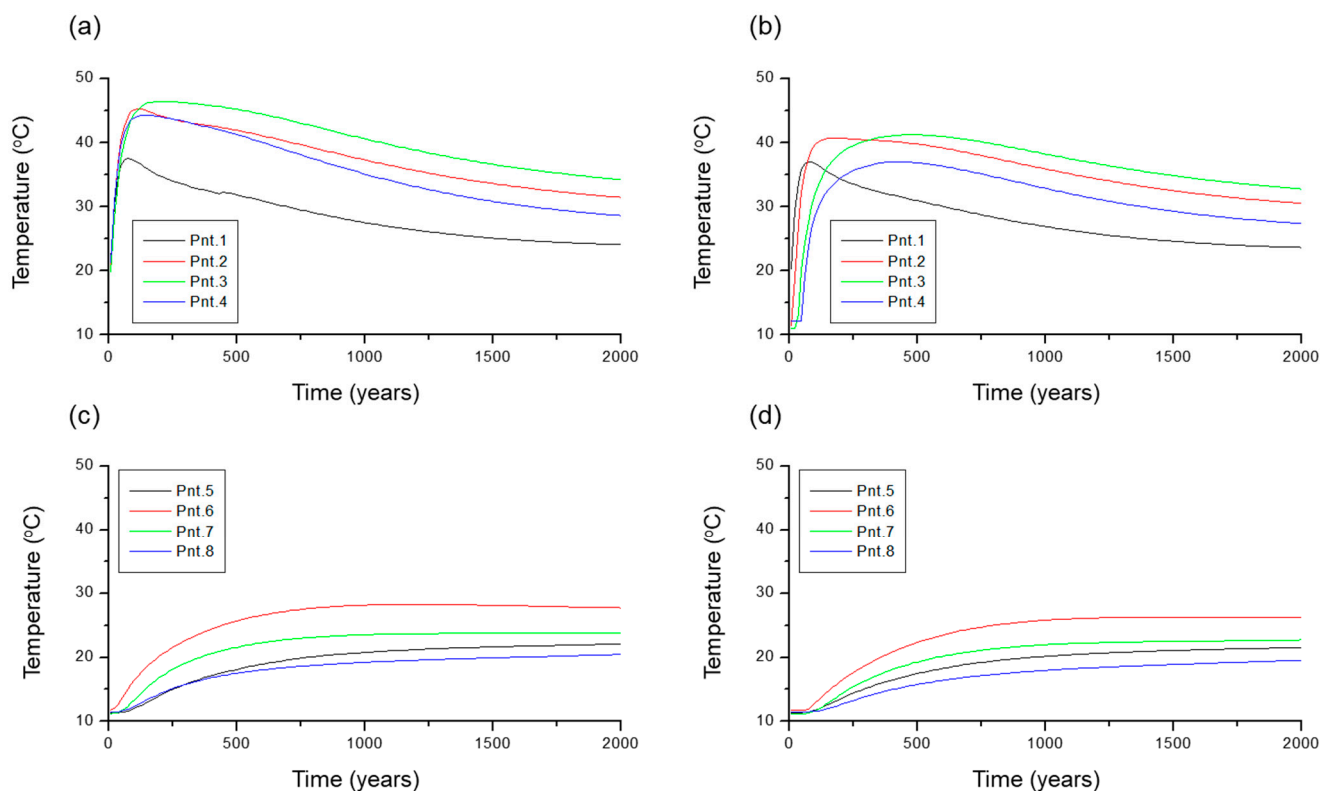 (a)
50
40
30
20
10
Temperature (°C)
Pnt.1
Pnt.2
Pnt.3
Pnt.4
0 500 1000 1500 2000
Time (years)
(b)
50
40
30
20
10
Temperature (°C)
Pnt.1
Pnt.2
Pnt.3
Pnt.4
0 500 1000 1500 2000
Time (years)
(c)
50
40
30
20
10
Temperature (°C)
Pnt.5
Pnt.6
Pnt.7
Pnt.8
0 500 1000 1500 2000
Time (years)
(d)
50
40
30
20
10
Temperature (°C)
Pnt.5
Pnt.6
Pnt.7
Pnt.8
0 500 1000 1500 2000
Time (years)